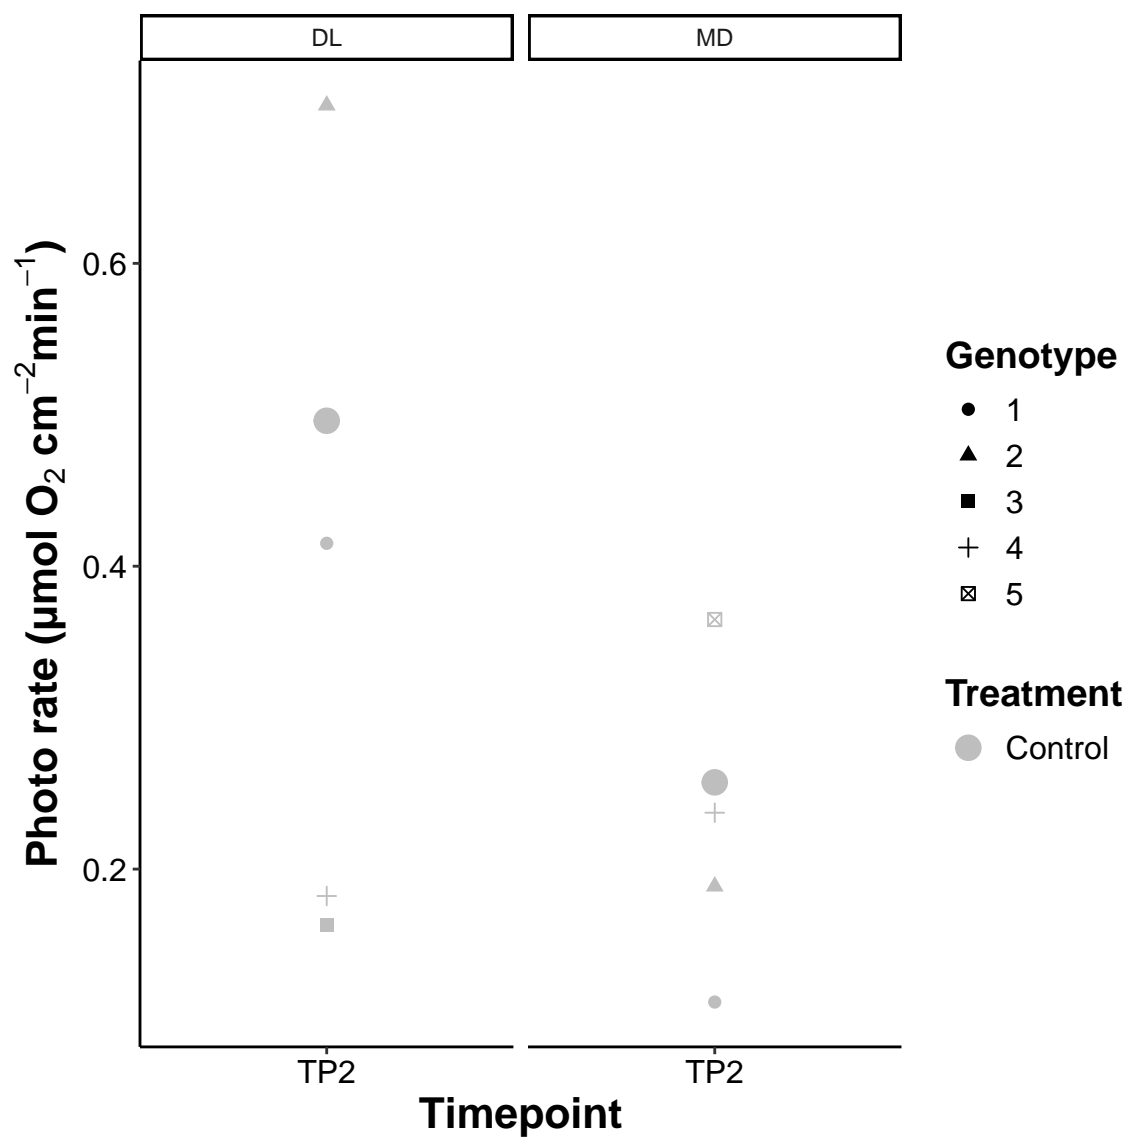 DL
MD
Photo rate (µmol O₂ cm⁻²min⁻¹)
0.6
0.4
0.2
TP2
TP2
Timepoint
Genotype
1
2
3
4
5
Treatment
Control